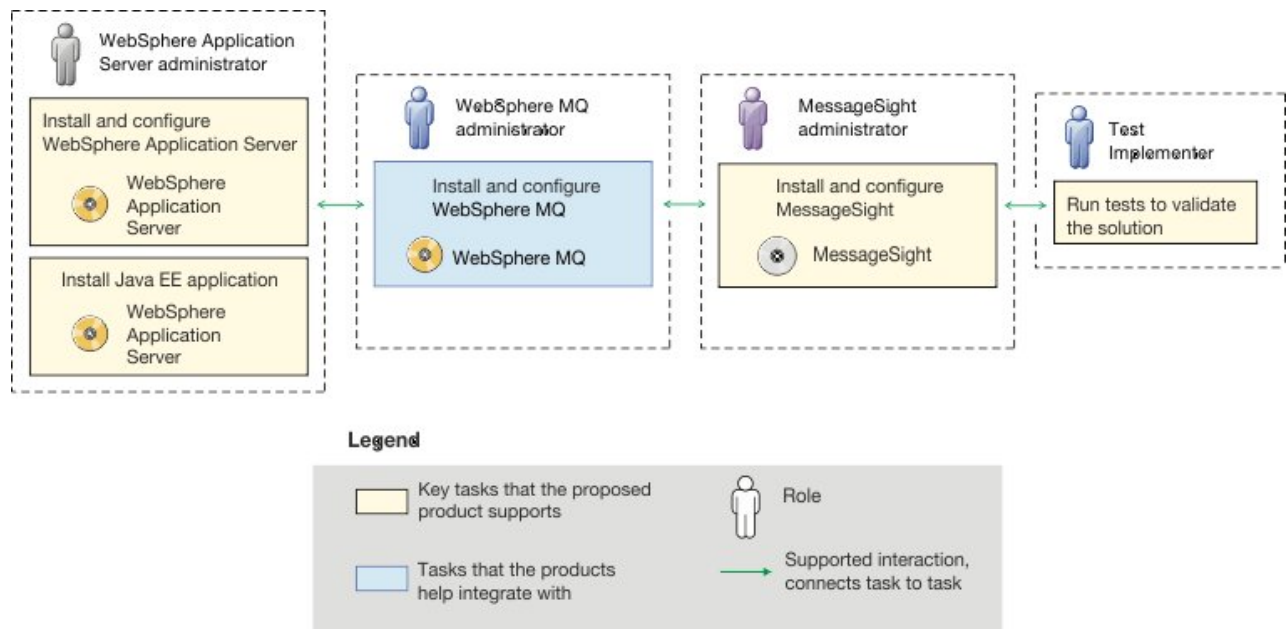 WebSphere Application
Server administrator
Install and configure
WebSphere Application Server
WebSphere
Application
Server
Install Java EE application
WebSphere
Application
Server
WebSphere MQ
administrator
Install and configure
WebSphere MQ
WebSphere MQ
MessageSight
administrator
Install and configure
MessageSight
MessageSight
Test
Implementer
Run tests to validate
the solution
Legend
Key tasks that the proposed
product supports
Role
Tasks that the products
help integrate with
Supported interaction,
connects task to task